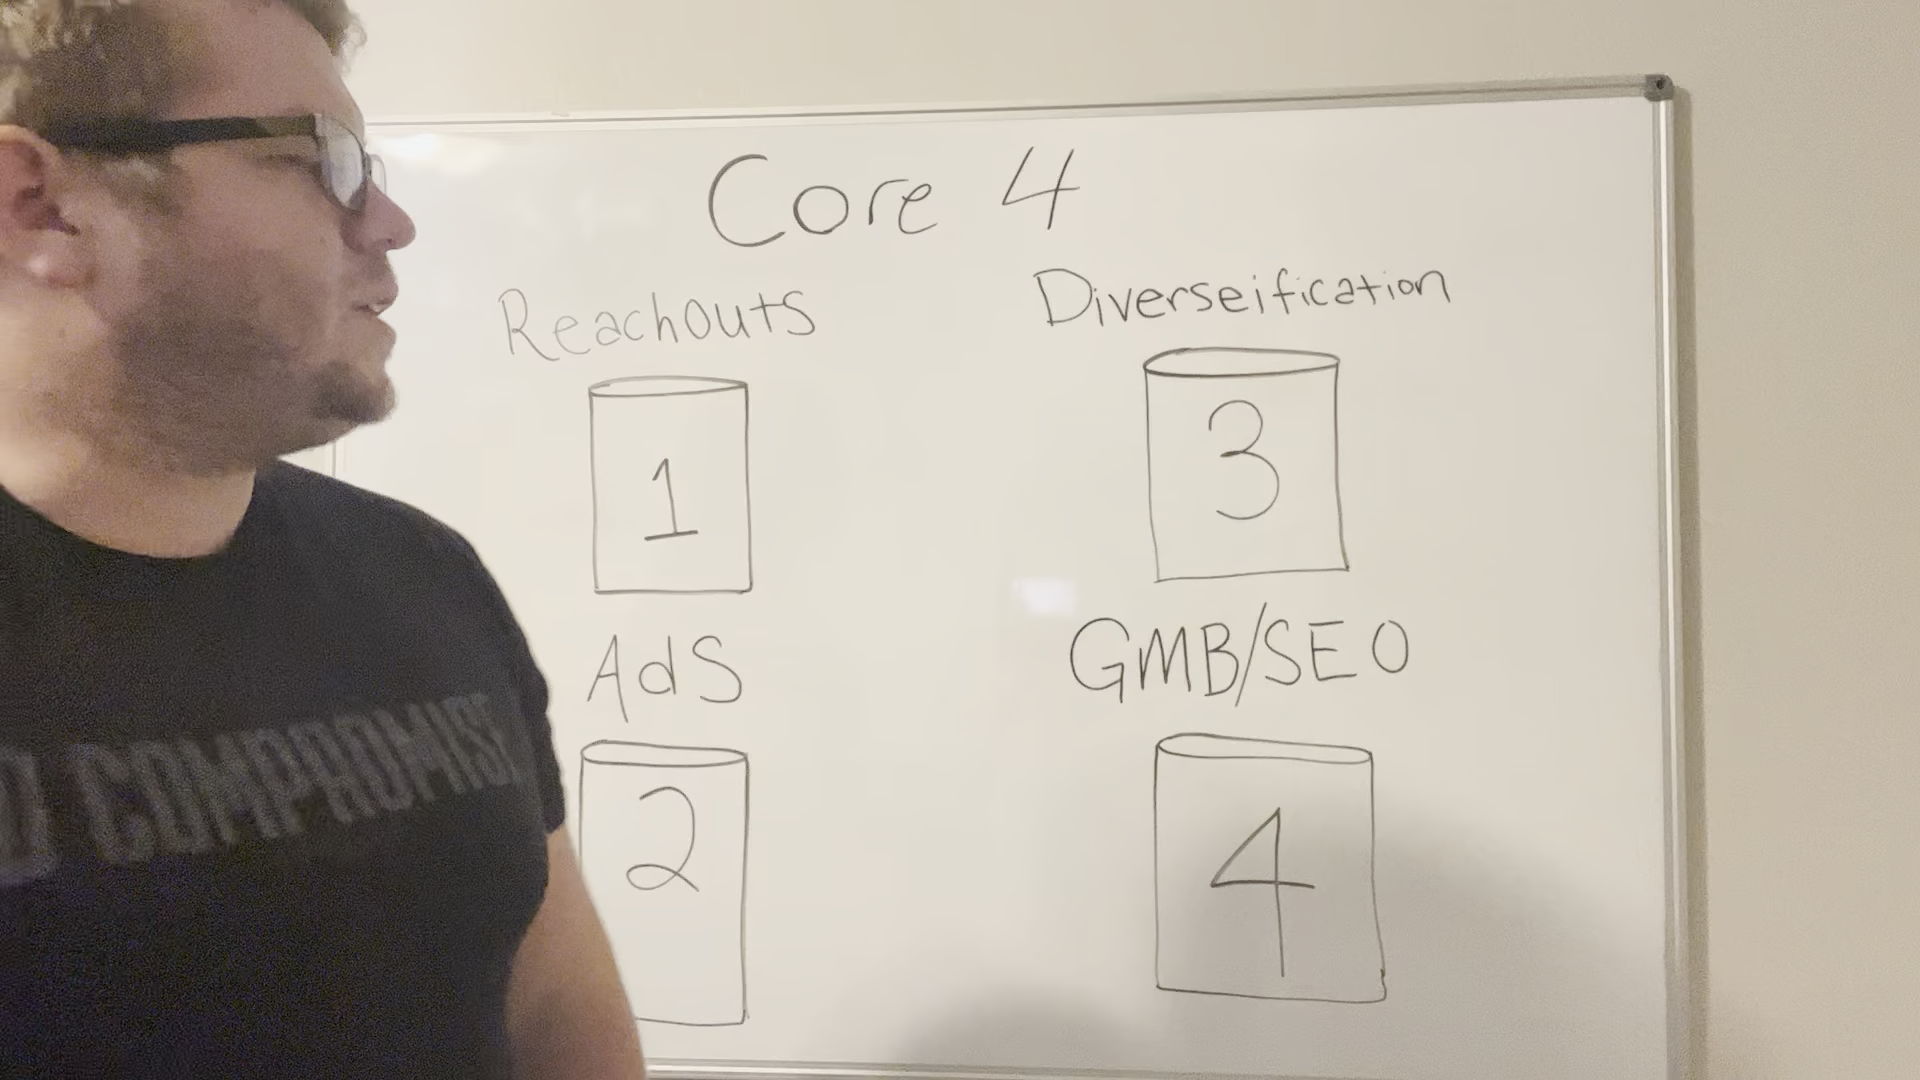 Core 4
Reachouts
1
Diverseification
3
AdS
2
GMB/SEO
4
COMPROMISE